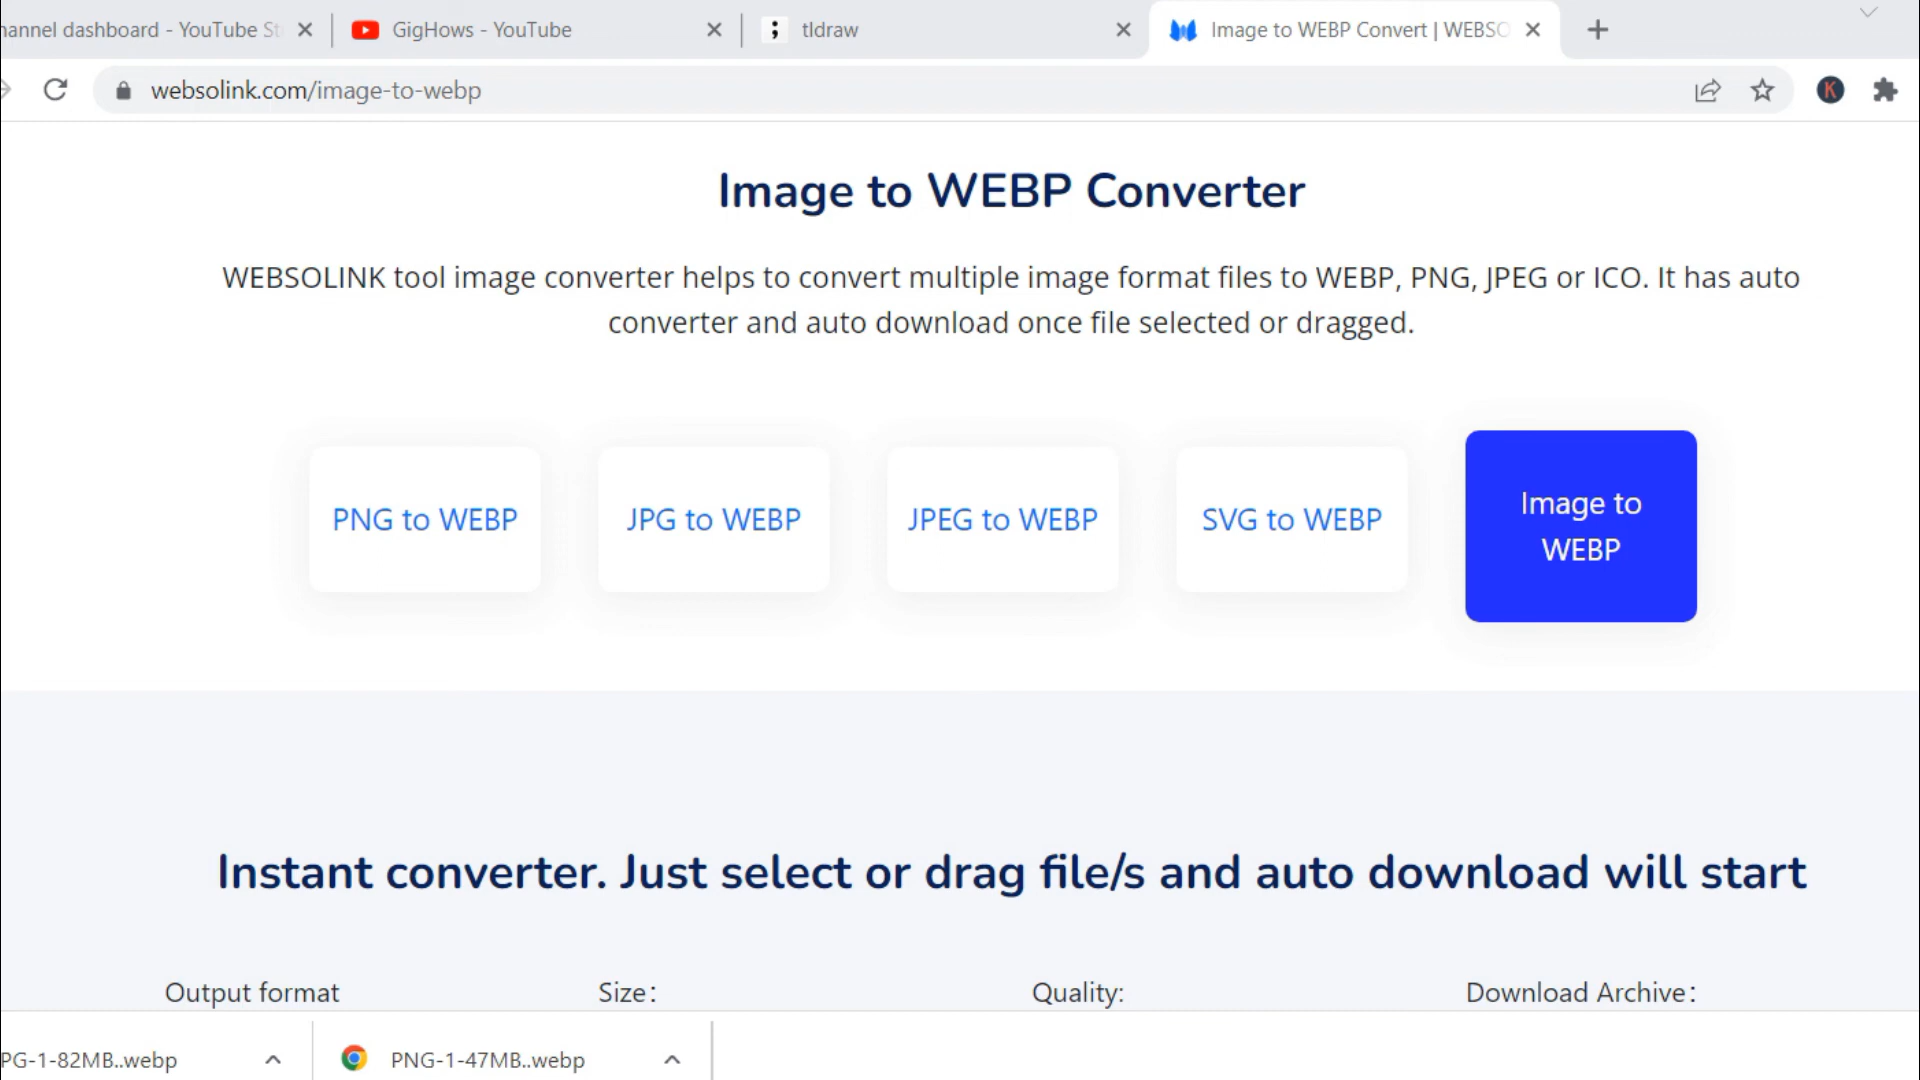 hannel dashboard - YouTube St
GigHows - YouTube
tldraw
Image to WEBP Convert | WEBSO
websolink.com/image-to-webp
K
Image to WEBP Converter
WEBSOLINK tool image converter helps to convert multiple image format files to WEBP, PNG, JPEG or ICO. It has auto
converter and auto download once file selected or dragged.
PNG to WEBP
JPG to WEBP
JPEG to WEBP
SVG to WEBP
Image to
WEBP
Instant converter. Just select or drag file/s and auto download will start
Output format
Size:
Quality:
Download Archive:
PG-1-82MB..webp
PNG-1-47MB..webp